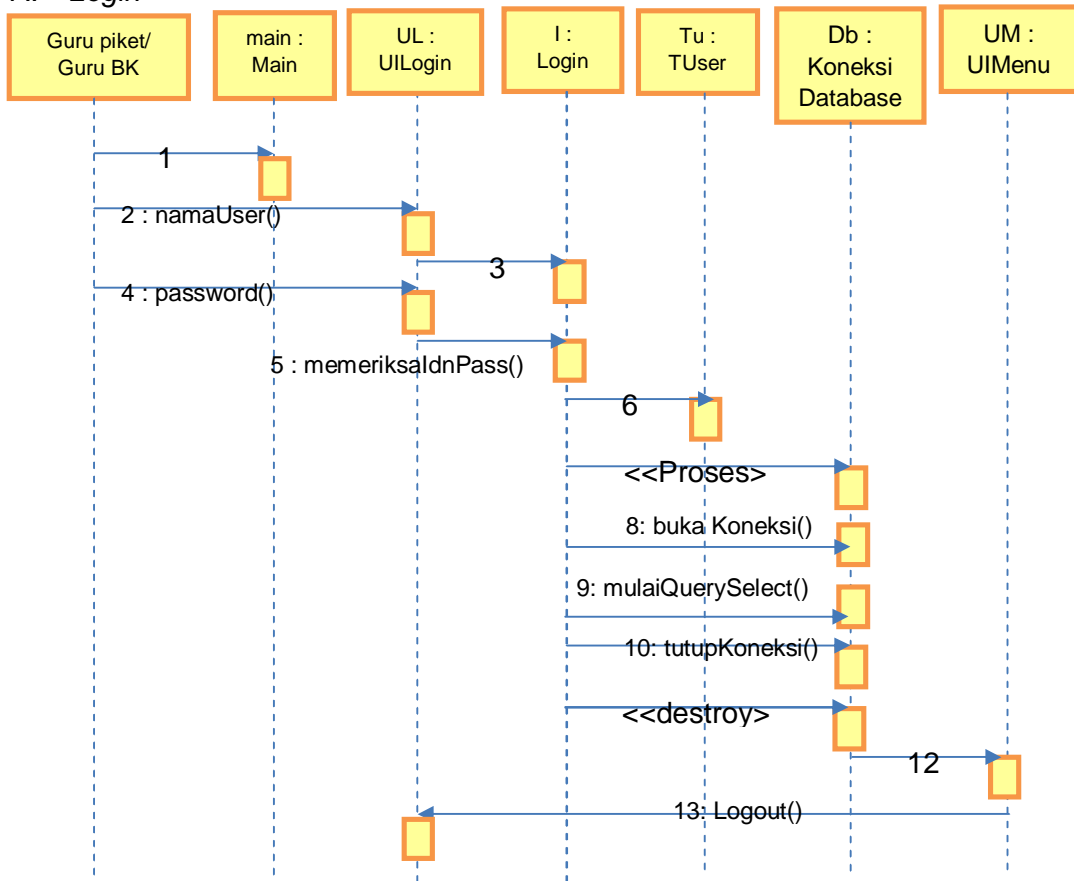 Login
Guru piket/
Guru BK
main :
Main
UL :
UILogin
l :
Login
Tu :
TUser
Db :
Koneksi
Database
UM :
UIMenu
1
2 : namaUser()
3
4 : password()
5 : memeriksaIdnPass()
6
<<Proses>
8: buka Koneksi()
9: mulaiQuerySelect()
10: tutupKoneksi()
<<destroy>
12
13: Logout()